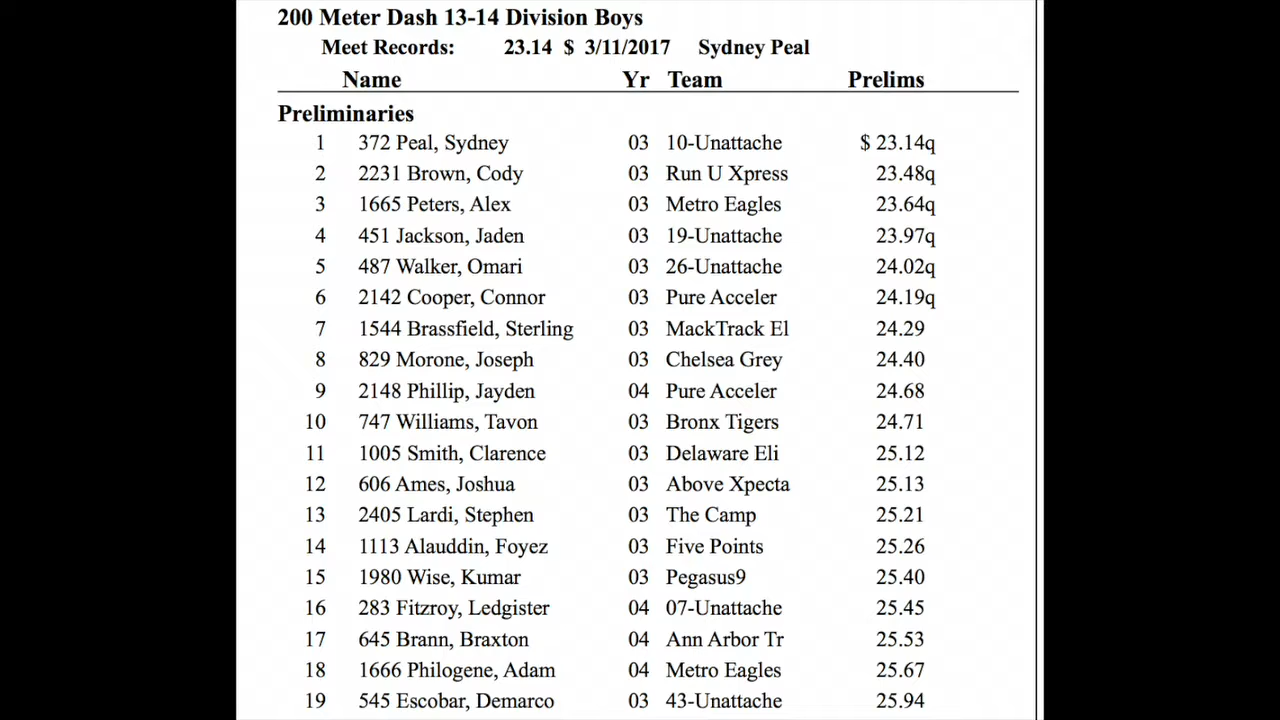 200 Meter Dash 13-14 Division Boys
Meet Records: 23.14 $ 3/11/2017 Sydney Peal
Name Yr Team Prelims
Preliminaries
1 372 Peal, Sydney 03 10-Unattache $ 23.14q
2 2231 Brown, Cody 03 Run U Xpress 23.48q
3 1665 Peters, Alex 03 Metro Eagles 23.64q
4 451 Jackson, Jaden 03 19-Unattache 23.97q
5 487 Walker, Omari 03 26-Unattache 24.02q
6 2142 Cooper, Connor 03 Pure Acceler 24.19q
7 1544 Brassfield, Sterling 03 MackTrack El 24.29
8 829 Morone, Joseph 03 Chelsea Grey 24.40
9 2148 Phillip, Jayden 04 Pure Acceler 24.68
10 747 Williams, Tavon 03 Bronx Tigers 24.71
11 1005 Smith, Clarence 03 Delaware Eli 25.12
12 606 Ames, Joshua 03 Above Xpecta 25.13
13 2405 Lardi, Stephen 03 The Camp 25.21
14 1113 Alauddin, Foyez 03 Five Points 25.26
15 1980 Wise, Kumar 03 Pegasus9 25.40
16 283 Fitzroy, Ledgister 04 07-Unattache 25.45
17 645 Brann, Braxton 04 Ann Arbor Tr 25.53
18 1666 Philogene, Adam 04 Metro Eagles 25.67
19 545 Escobar, Demarco 03 43-Unattache 25.94